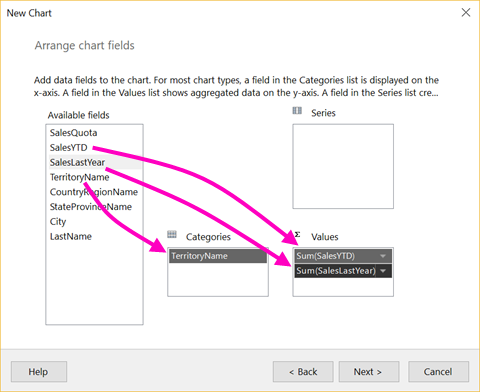 New Chart
Arrange chart fields
Add data fields to the chart. For most chart types, a field in the Categories list is displayed on the
x-axis. A field in the Values list shows aggregated data on the y-axis. A field in the Series list cre...
Available fields
SalesQuota
SalesYTD
SalesLastYear
TerritoryName
CountryRegionName
StateProvinceName
City
LastName
Series
Categories
TerritoryName
Σ Values
Sum(SalesYTD)
Sum(SalesLastYear)
Help
< Back
Next >
Cancel